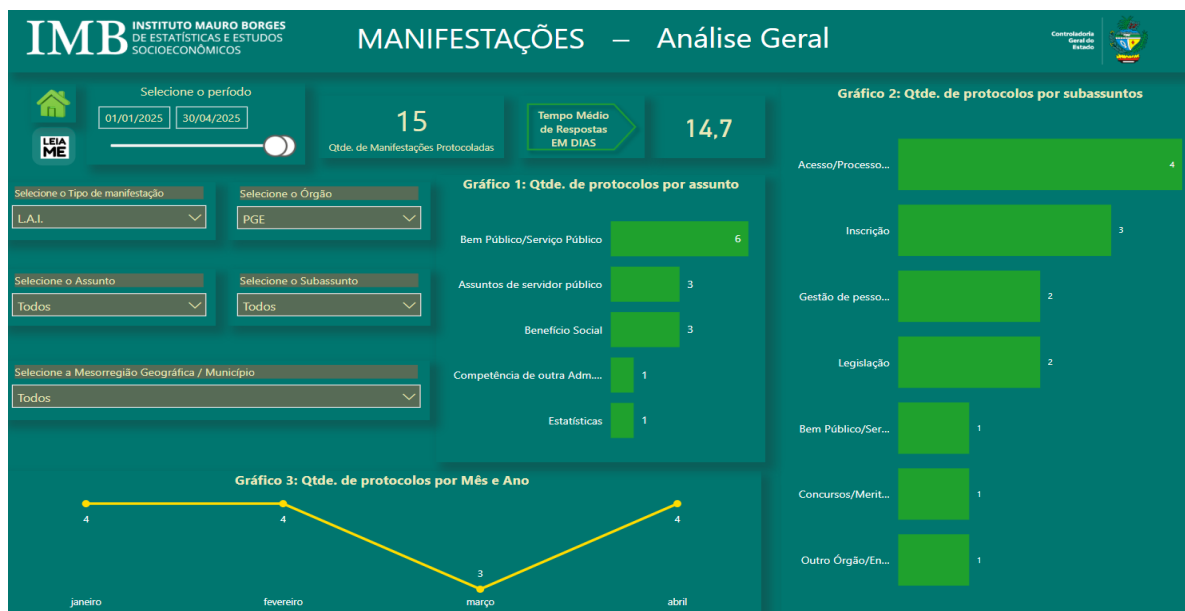 IMB INSTITUTO MAURO BORGES
DE ESTATÍSTICAS E ESTUDOS
SOCIOECONÔMICOS
MANIFESTAÇÕES – Análise Geral
Controladoria
Geral do
Estado
LEIA
ME
Selecione o período
01/01/2025 30/04/2025
15
Qtde. de Manifestações Protocoladas
Tempo Médio
de Respostas
EM DIAS
14,7
Selecione o Tipo de manifestação
L.A.I.
Selecione o Órgão
PGE
Selecione o Assunto
Todos
Selecione o Subassunto
Todos
Selecione a Mesorregião Geográfica / Município
Todos
Gráfico 1: Qtde. de protocolos por assunto
Bem Público/Serviço Público 6
Assuntos de servidor público 3
Benefício Social 3
Competência de outra Adm.... 1
Estatísticas 1
Gráfico 2: Qtde. de protocolos por subassuntos
Acesso/Processo... 4
Inscrição 3
Gestão de pesso... 2
Legislação 2
Bem Público/Ser... 1
Concursos/Merit... 1
Outro Órgão/En... 1
Gráfico 3: Qtde. de protocolos por Mês e Ano
4 4 3 4
janeiro fevereiro março abril